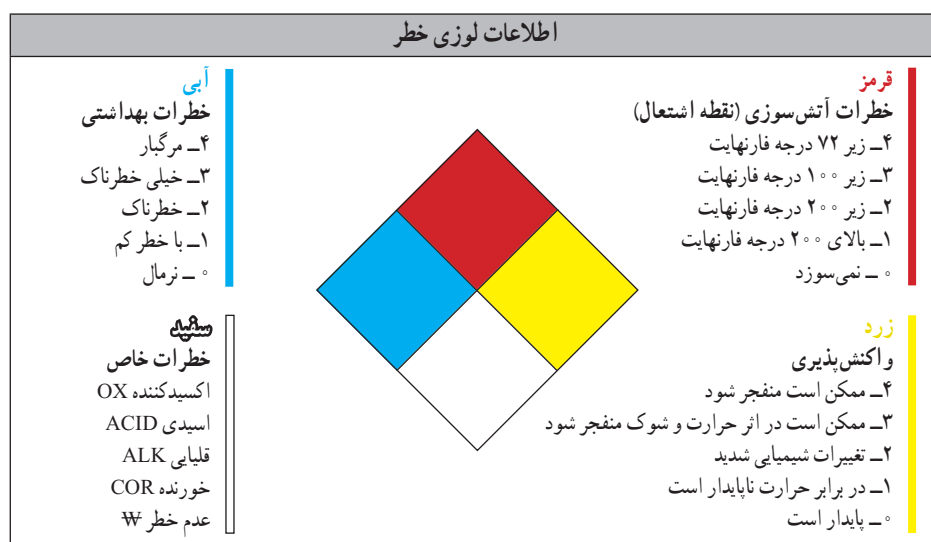 اطلاعات لوزی خطر
قرمز
خطرات آتش‌سوزی (نقطه اشتعال)
۴ــ زیر ۷۲ درجه فارنهایت
۳ــ زیر ۱۰۰ درجه فارنهایت
۲ــ زیر ۲۰۰ درجه فارنهایت
۱ــ بالای ۲۰۰ درجه فارنهایت
۰ ــ نمی‌سوزد
آبی
خطرات بهداشتی
۴ــ مرگبار
۳ــ خیلی خطرناک
۲ــ خطرناک
۱ــ با خطر کم
۰ ــ نرمال
زرد
واکنش‌پذیری
۴ــ ممکن است منفجر شود
۳ــ ممکن است در اثر حرارت و شوک منفجر شود
۲ــ تغییرات شیمیایی شدید
۱ــ در برابر حرارت ناپایدار است
۰ــ پایدار است
سفید
خطرات خاص
اکسیدکننده OX
اسیدی ACID
قلیایی ALK
خورنده COR
عدم خطر W̶